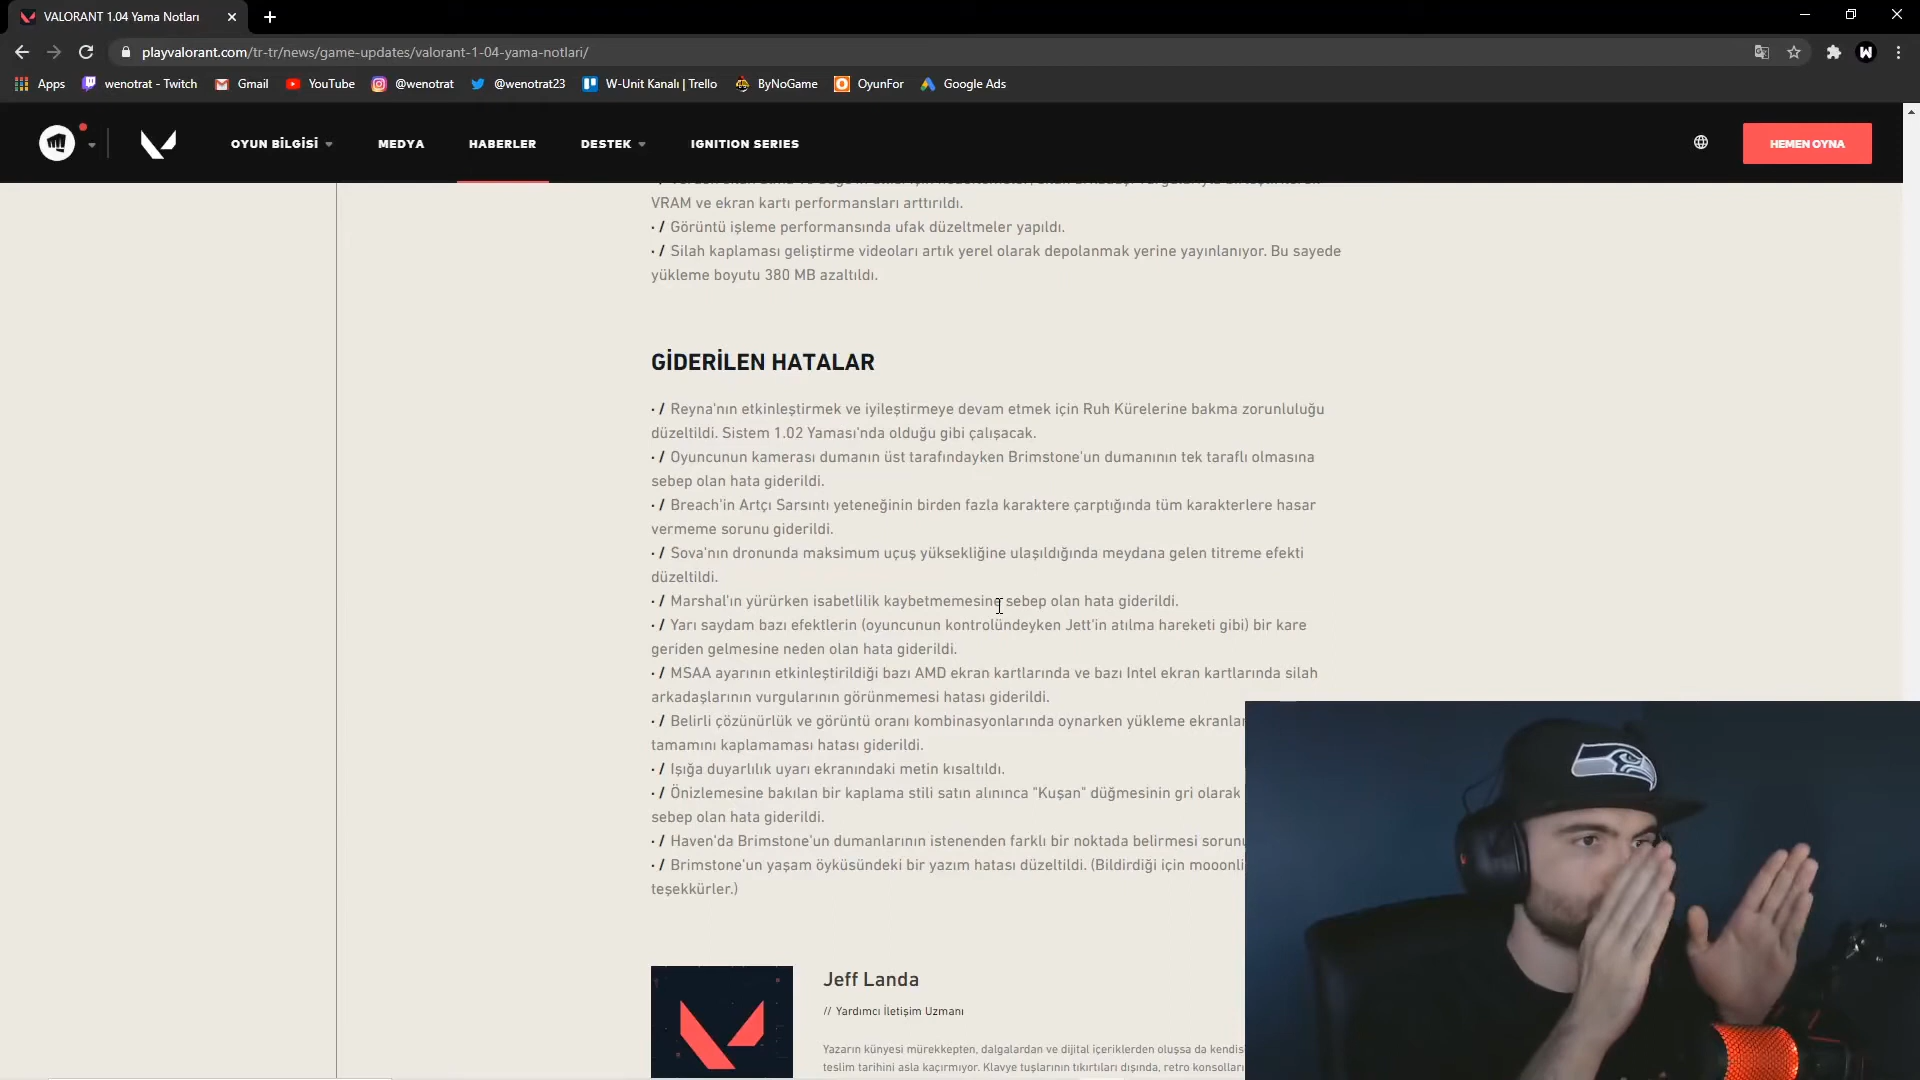 VALORANT 1.04 Yama Notları
playvalorant.com/tr-tr/news/game-updates/valorant-1-04-yama-notlari/
Apps wenotrat - Twitch Gmail YouTube @wenotrat @wenotrat23 W-Unit Kanalı | Trello ByNoGame OyunFor Google Ads
OYUN BİLGİSİ MEDYA HABERLER DESTEK IGNITION SERIES HEMEN OYNA
VRAM ve ekran kartı performansları arttırıldı.
· / Görüntü işleme performansında ufak düzeltmeler yapıldı.
· / Silah kaplaması geliştirme videoları artık yerel olarak depolanmak yerine yayınlanıyor. Bu sayede
yükleme boyutu 380 MB azaltıldı.
GİDERİLEN HATALAR
· / Reyna'nın etkinleştirmek ve iyileştirmeye devam etmek için Ruh Kürelerine bakma zorunluluğu
düzeltildi. Sistem 1.02 Yaması'nda olduğu gibi çalışacak.
· / Oyuncunun kamerası dumanın üst tarafındayken Brimstone'un dumanının tek taraflı olmasına
sebep olan hata giderildi.
· / Breach'in Artçı Sarsıntı yeteneğinin birden fazla karaktere çarptığında tüm karakterlere hasar
vermeme sorunu giderildi.
· / Sova'nın dronunda maksimum uçuş yüksekliğine ulaşıldığında meydana gelen titreme efekti
düzeltildi.
· / Marshal'ın yürürken isabetlilik kaybetmemesine sebep olan hata giderildi.
· / Yarı saydam bazı efektlerin (oyuncunun kontrolündeyken Jett'in atılma hareketi gibi) bir kare
geriden gelmesine neden olan hata giderildi.
· / MSAA ayarının etkinleştirildiği bazı AMD ekran kartlarında ve bazı Intel ekran kartlarında silah
arkadaşlarının vurgularının görünmemesi hatası giderildi.
· / Belirli çözünürlük ve görüntü oranı kombinasyonlarında oynarken yükleme
tamamını kaplamaması hatası giderildi.
· / Işığa duyarlılık uyarı ekranındaki metin kısaltıldı.
· / Önizlemesine bakılan bir kaplama stili satın alınınca "Kuşan" düğmesinin gri olarak
sebep olan hata giderildi.
· / Haven'da Brimstone'un dumanlarının istenenden farklı bir noktada belirmesi
· / Brimstone'un yaşam öyküsündeki bir yazım hatası düzeltildi. (Bildirdiği için
teşekkürler.)
Jeff Landa
// Yardımcı İletişim Uzmanı
Yazarın künyesi mürekkepten, dalgalardan ve dijital içeriklerden oluşsa da
teslim tarihini asla kaçırmıyor. Klavye tuşlarının tıkırtıları dışında, retro